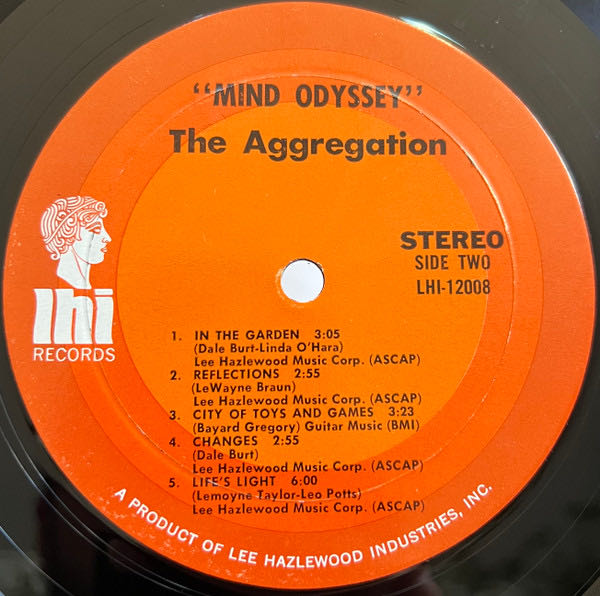 "MIND ODYSSEY"
The Aggregation
STEREO
SIDE TWO
LHI-12008
lhi
RECORDS
1. IN THE GARDEN 3:05
(Dale Burt-Linda O'Hara)
Lee Hazlewood Music Corp. (ASCAP)
2. REFLECTIONS 2:55
(LeWayne Braun)
Lee Hazlewood Music Corp. (ASCAP)
3. CITY OF TOYS AND GAMES 3:23
(Bayard Gregory) Guitar Music (BMI)
4. CHANGES 2:55
(Dale Burt)
Lee Hazlewood Music Corp. (ASCAP)
5. LIFE'S LIGHT 6:00
(Lemoyne Taylor-Leo Potts)
Lee Hazlewood Music Corp. (ASCAP)
A PRODUCT OF LEE HAZLEWOOD INDUSTRIES, INC.